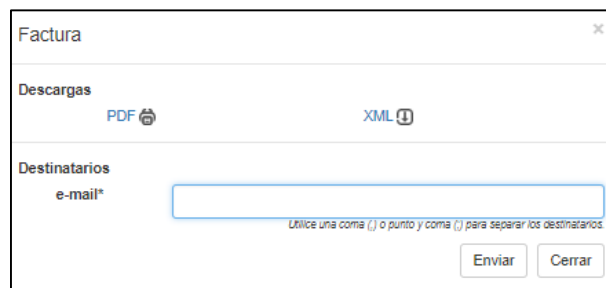 Factura ×
Descargas
PDF XML
Destinatarios
e-mail*
Utilice una coma (,) o punto y coma (;) para separar los destinatarios.
Enviar Cerrar